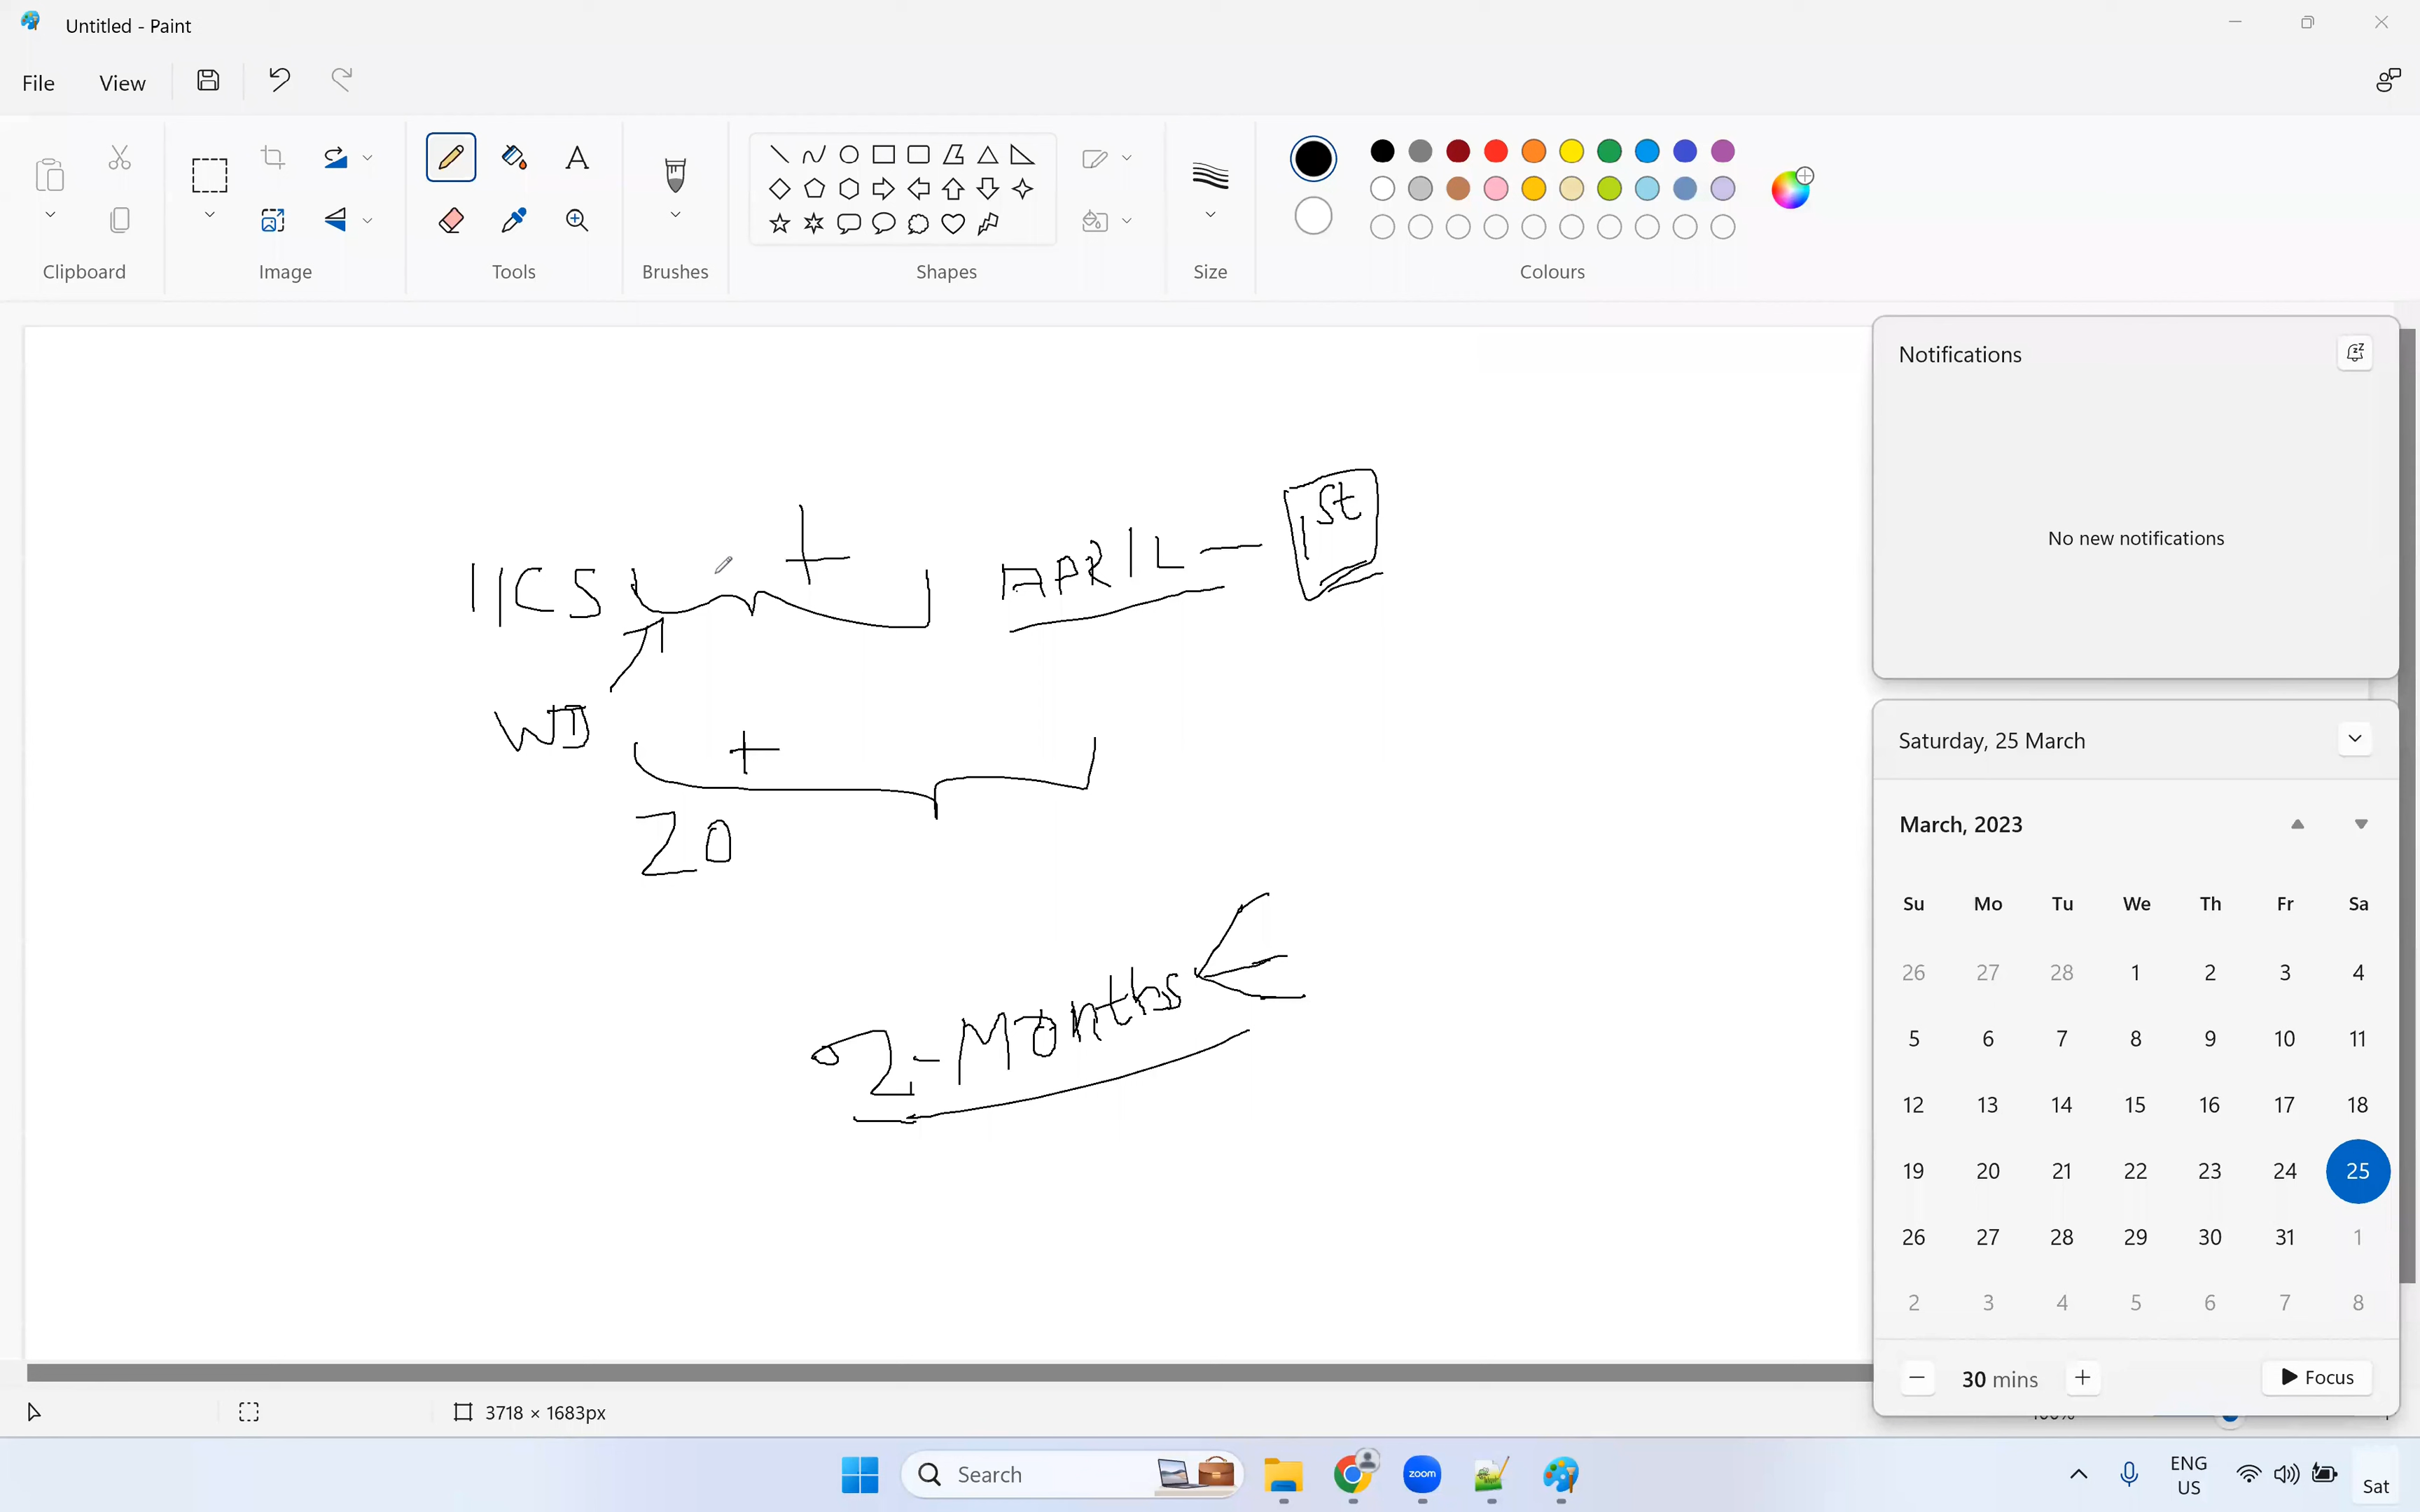 Untitled - Paint
File View
Clipboard
Image
Tools
Brushes
Shapes
Size
Colours
IICS + APRIL - 1st
WD
+
20
2-Months
Notifications
No new notifications
Saturday, 25 March
March, 2023
Su Mo Tu We Th Fr Sa
26 27 28 1 2 3 4
5 6 7 8 9 10 11
12 13 14 15 16 17 18
19 20 21 22 23 24 25
26 27 28 29 30 31 1
2 3 4 5 6 7 8
30 mins Focus
3718 × 1683px
Search
zoom
ENG
US
Sat